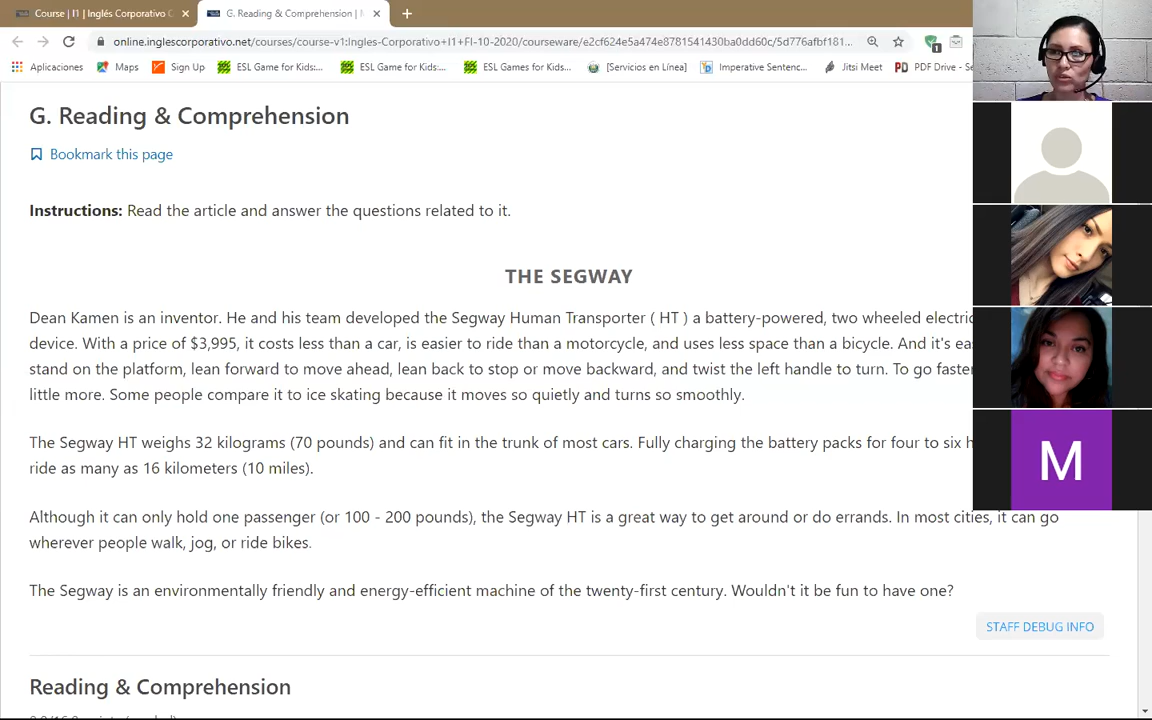 Course | I1 | Inglés Corporativo
G. Reading & Comprehension |
online.inglescorporativo.net/courses/course-v1:Ingles-Corporativo+I1+FI-10-2020/courseware/e2cf624e5a474e8781541430ba0dd60c/5d776afbf181...
Aplicaciones Maps Sign Up ESL Game for Kids:... ESL Game for Kids:... ESL Games for Kids:... [Servicios en Línea] Imperative Sentenc... Jitsi Meet PDF Drive - Se
G. Reading & Comprehension
Bookmark this page
Instructions: Read the article and answer the questions related to it.
THE SEGWAY
Dean Kamen is an inventor. He and his team developed the Segway Human Transporter ( HT ) a battery-powered, two wheeled electric
device. With a price of $3,995, it costs less than a car, is easier to ride than a motorcycle, and uses less space than a bicycle. And it's
stand on the platform, lean forward to move ahead, lean back to stop or move backward, and twist the left handle to turn. To go faster
little more. Some people compare it to ice skating because it moves so quietly and turns so smoothly.
The Segway HT weighs 32 kilograms (70 pounds) and can fit in the trunk of most cars. Fully charging the battery packs for four to six
ride as many as 16 kilometers (10 miles).
Although it can only hold one passenger (or 100 - 200 pounds), the Segway HT is a great way to get around or do errands. In most cities, it can go
wherever people walk, jog, or ride bikes.
The Segway is an environmentally friendly and energy-efficient machine of the twenty-first century. Wouldn't it be fun to have one?
STAFF DEBUG INFO
Reading & Comprehension
M